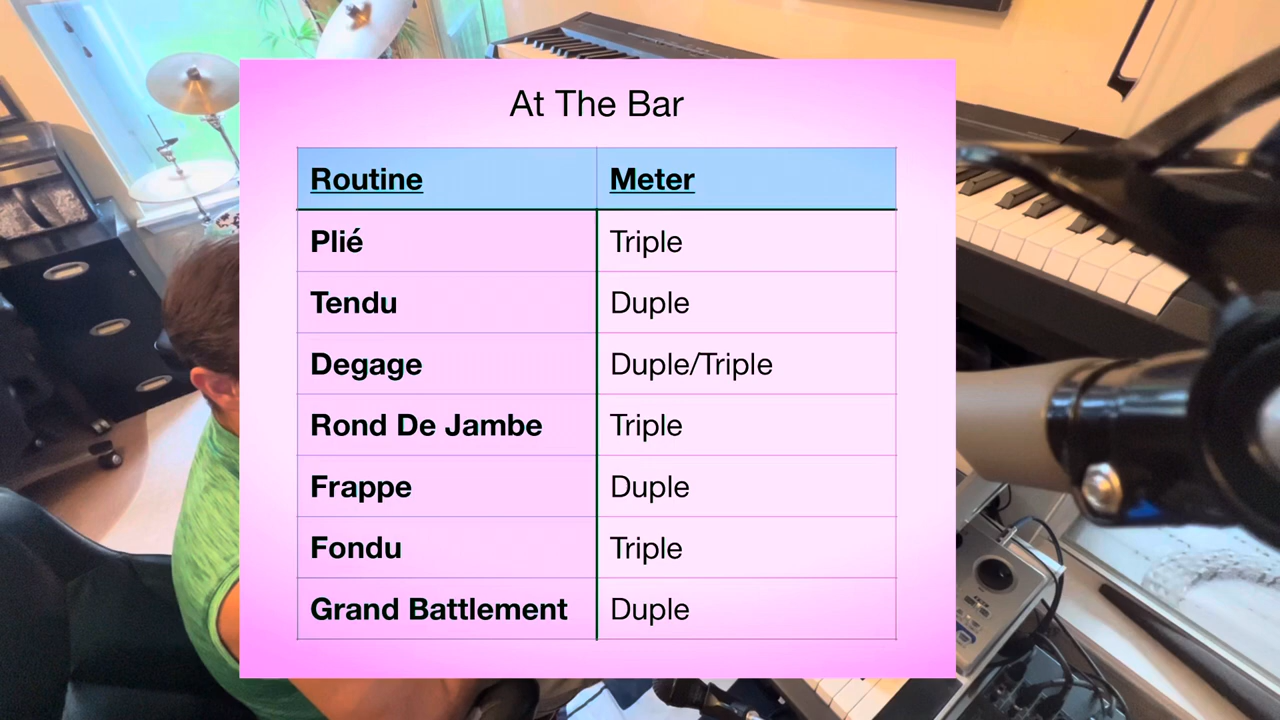 At The Bar
Routine Meter
Plié Triple
Tendu Duple
Degage Duple/Triple
Rond De Jambe Triple
Frappe Duple
Fondu Triple
Grand Battlement Duple